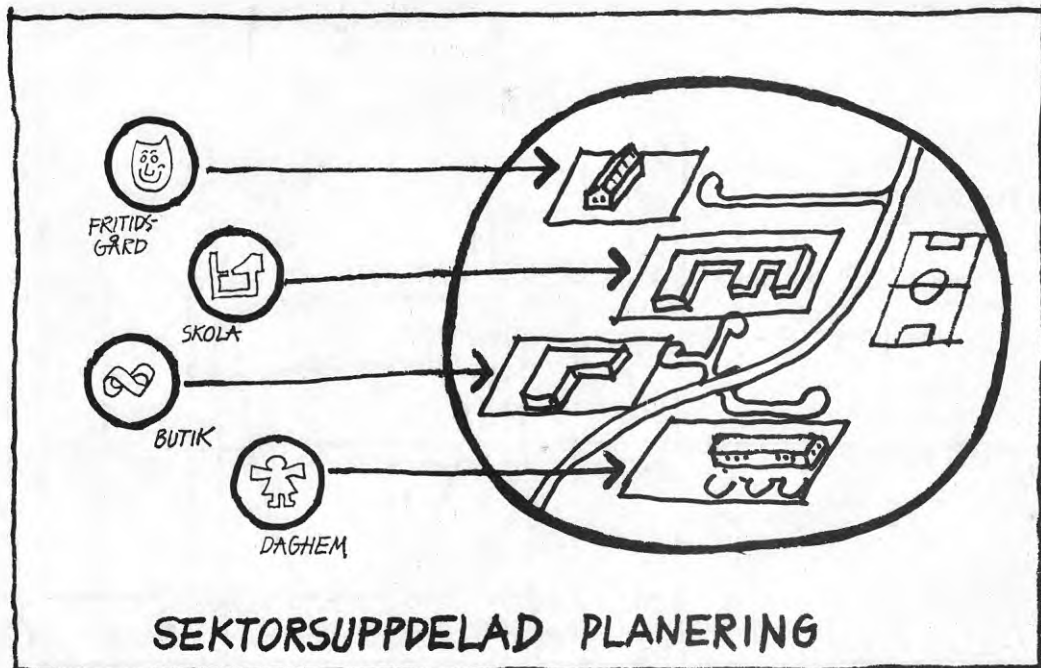 FRITIDS-
GÅRD
SKOLA
BUTIK
DAGHEM
SEKTORSUPPDELAD PLANERING